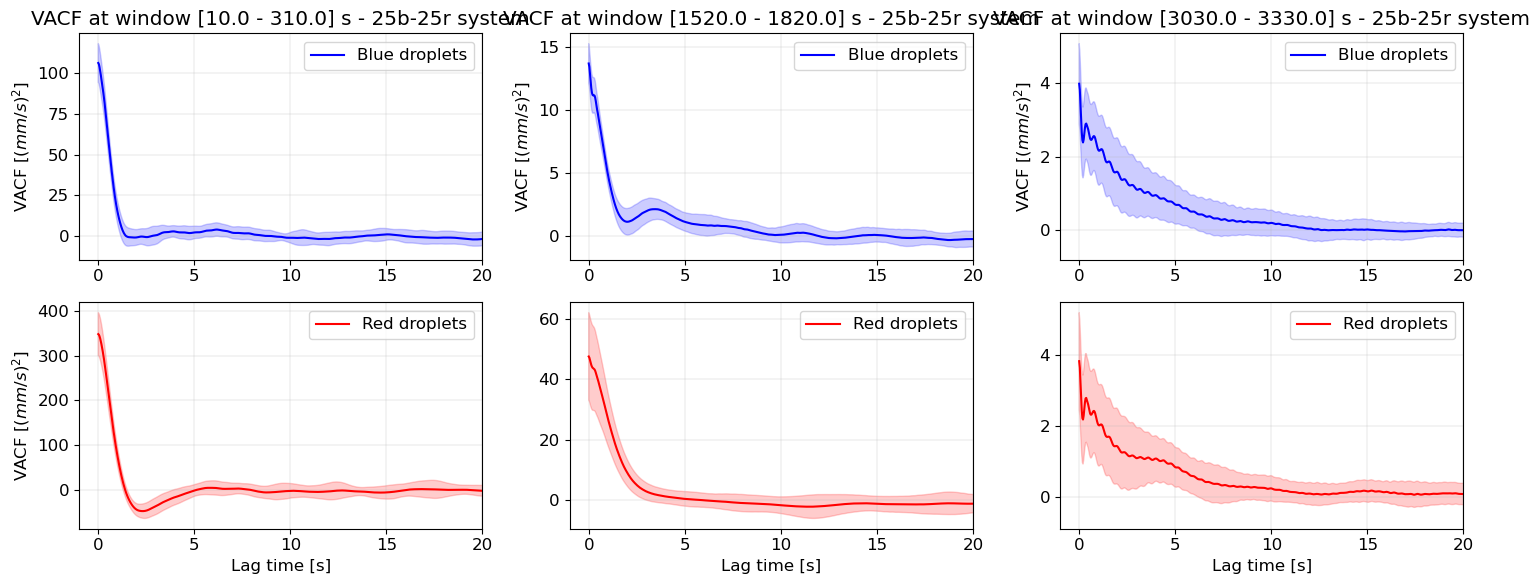 VACF at window [10.0 - 310.0] s - 25b-25r system
VACF at window [1520.0 - 1820.0] s - 25b-25r system
VACF at window [3030.0 - 3330.0] s - 25b-25r system
Blue droplets
VACF [(mm/s)²]
100
75
50
25
0
0 5 10 15 20
Blue droplets
VACF [(mm/s)²]
15
10
5
0
0 5 10 15 20
Blue droplets
VACF [(mm/s)²]
4
2
0
0 5 10 15 20
Red droplets
VACF [(mm/s)²]
400
300
200
100
0
0 5 10 15 20
Lag time [s]
Red droplets
60
40
20
0
0 5 10 15 20
Lag time [s]
Red droplets
4
2
0
0 5 10 15 20
Lag time [s]